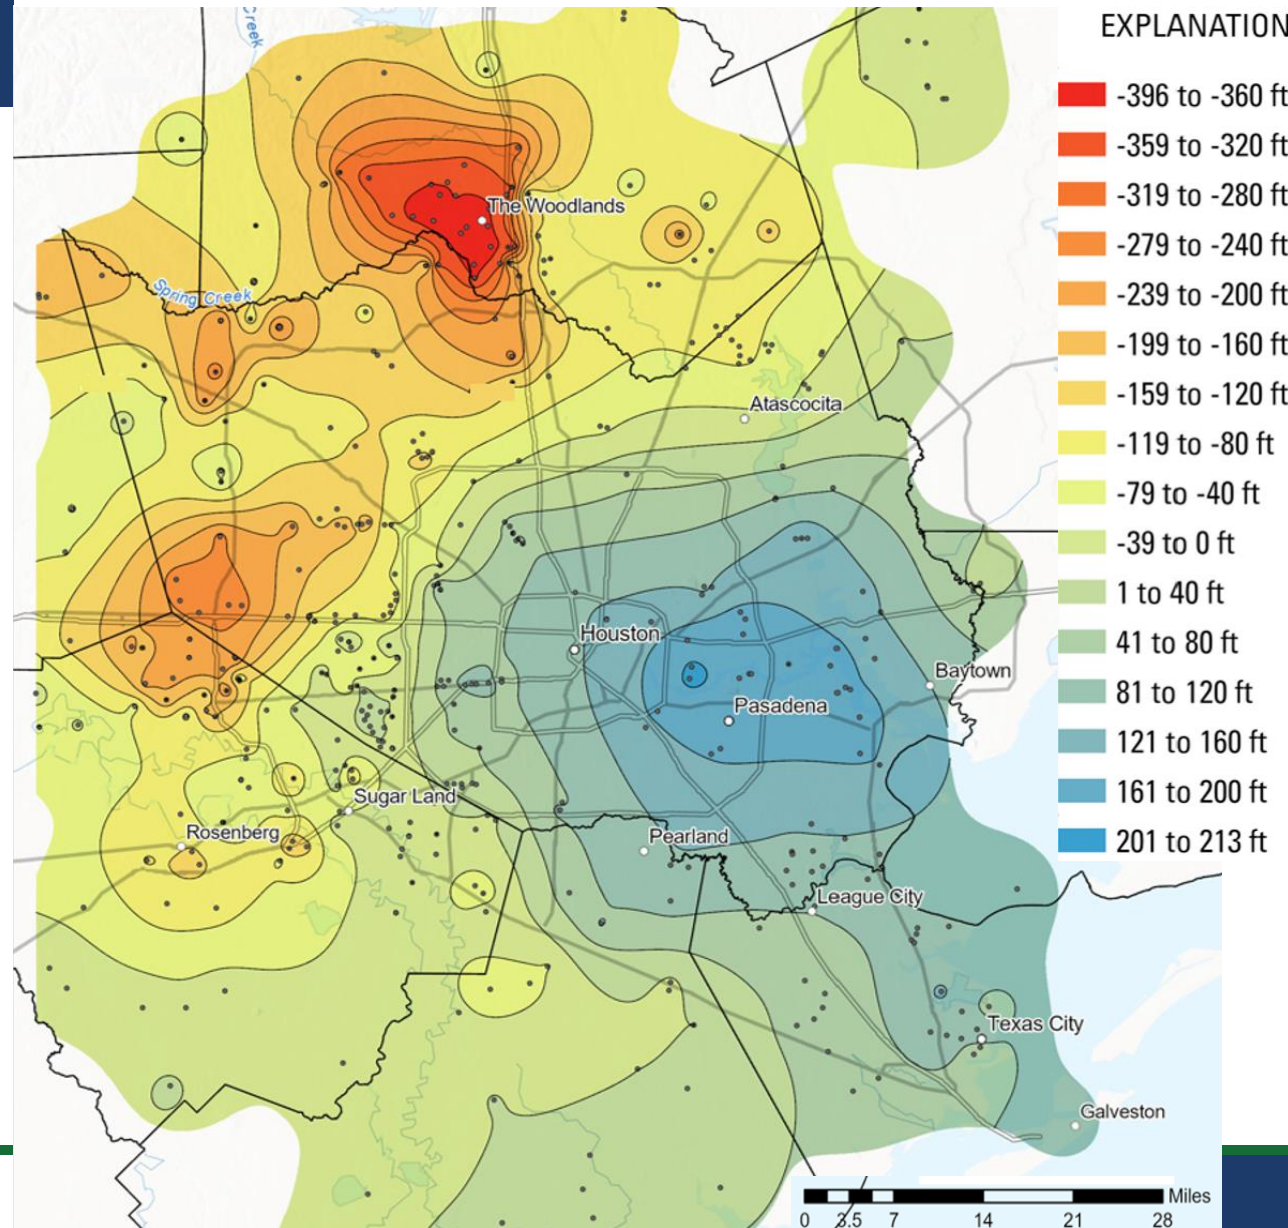 EXPLANATION
-396 to -360 ft
-359 to -320 ft
-319 to -280 ft
-279 to -240 ft
-239 to -200 ft
-199 to -160 ft
-159 to -120 ft
-119 to -80 ft
-79 to -40 ft
-39 to 0 ft
1 to 40 ft
41 to 80 ft
81 to 120 ft
121 to 160 ft
161 to 200 ft
201 to 213 ft
Creek
The Woodlands
Spring Creek
Atascocita
Houston
Baytown
Pasadena
Sugar Land
Rosenberg
Pearland
League City
Texas City
Galveston
Miles
0 3.5 7 14 21 28